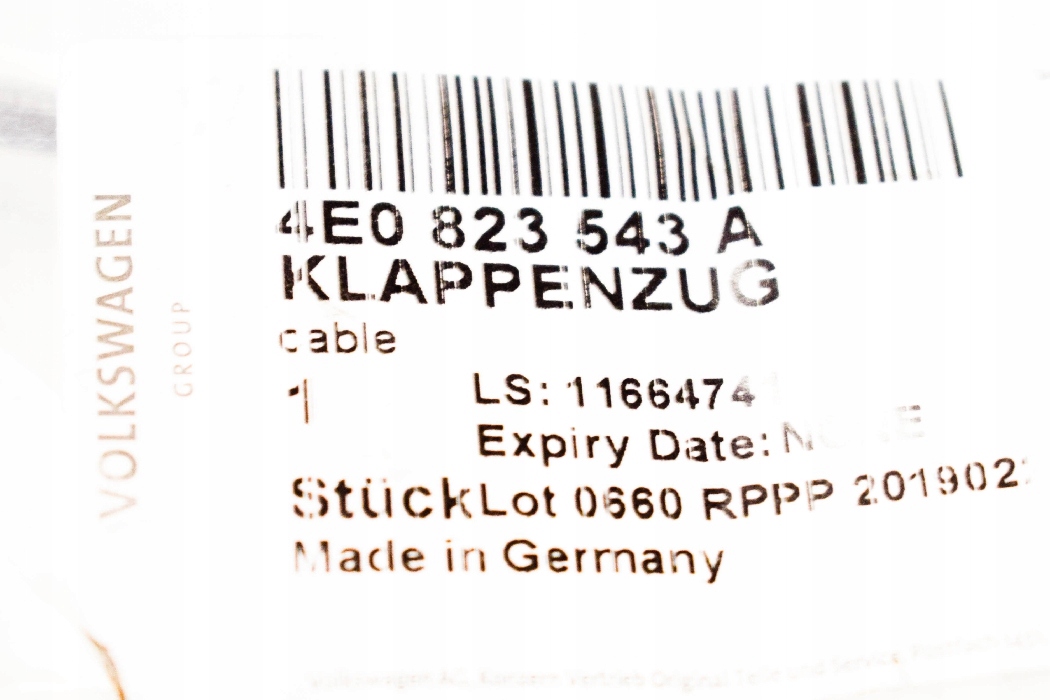 VOLKSWAGEN
GROUP
4E0 823 543 A
KLAPPENZUG
cable
1
LS: 1166474
Expiry Date:
Stück Lot 0660 RPPP
Made in Germany